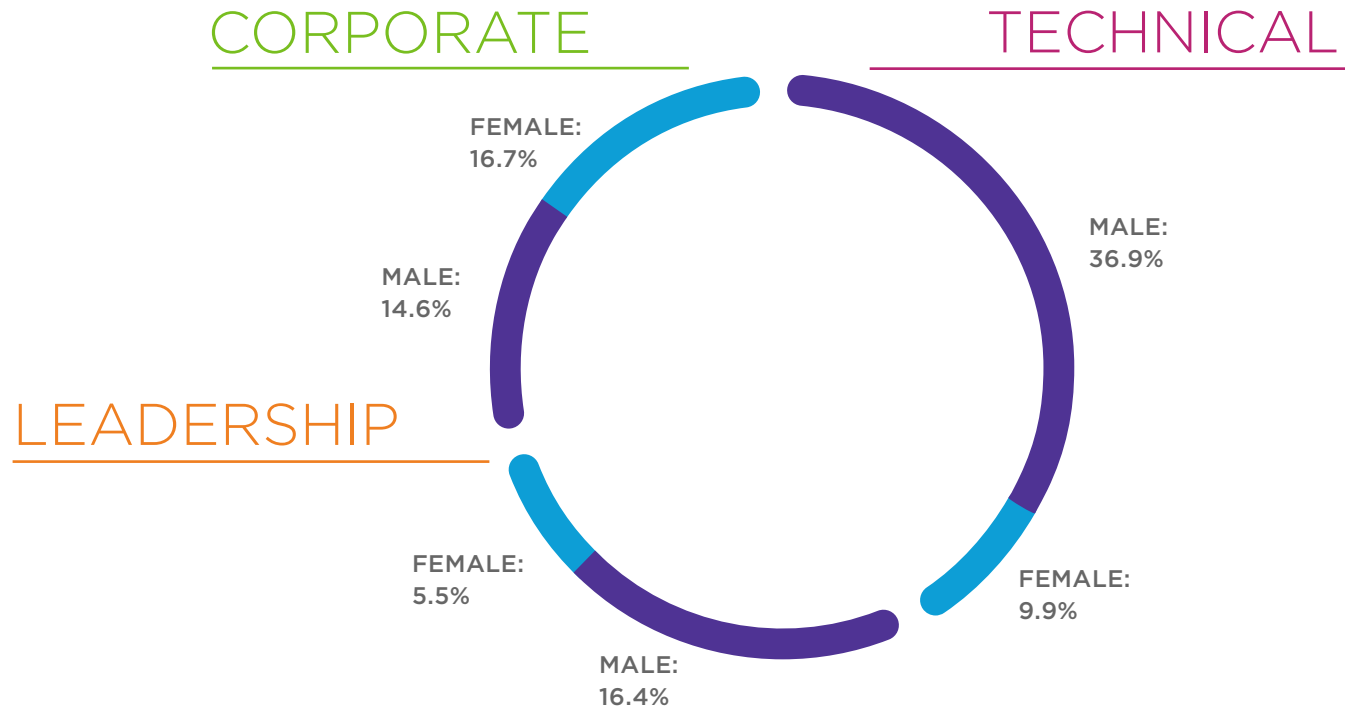 CORPORATE
FEMALE:
16.7%
MALE:
14.6%
TECHNICAL
MALE:
36.9%
FEMALE:
9.9%
LEADERSHIP
FEMALE:
5.5%
MALE:
16.4%